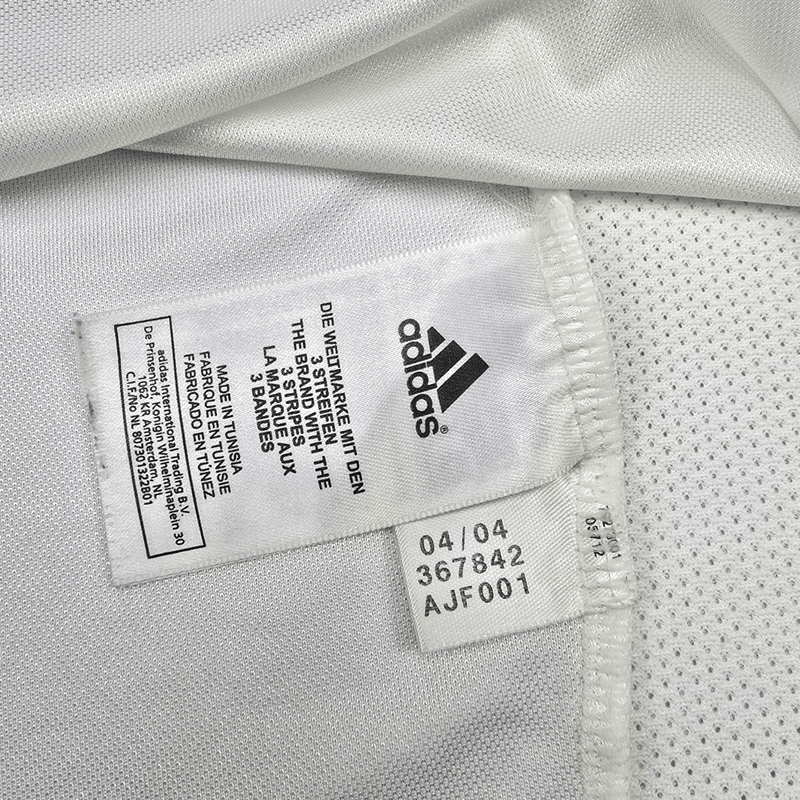 adidas®
DIE WELTMARKE MIT DEN
3 STREIFEN
THE BRAND WITH THE
3 STRIPES
LA MARQUE AUX
3 BANDES
MADE IN TUNISIA
FABRIQUE EN TUNISIE
FABRICADO EN TÚNEZ
adidas International Trading B.V.
De Prinsenhof, Konigin Wilhelminaplein 30
1062 KR Amsterdam, NL
C.I.F./No NL 807301322B01
04/04
367842
AJF001